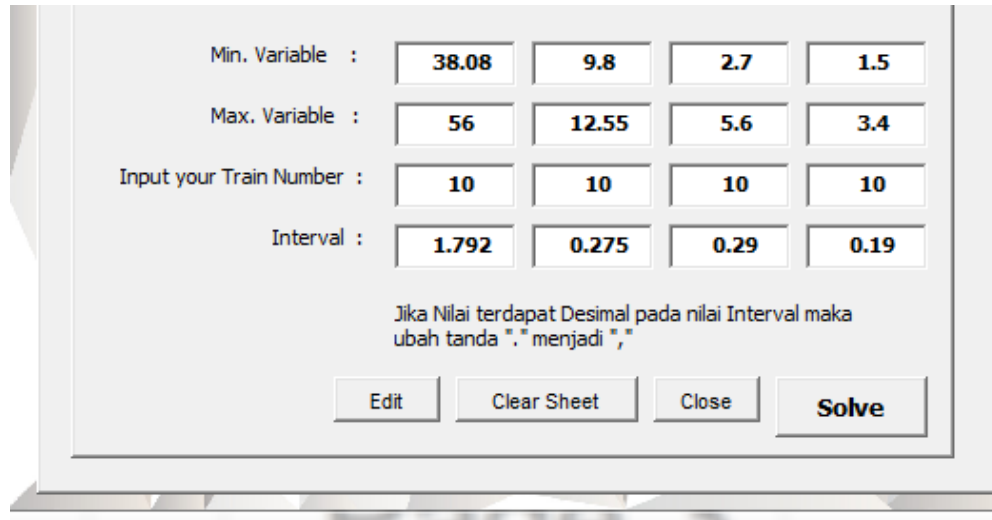 Min. Variable : 38.08 9.8 2.7 1.5
Max. Variable : 56 12.55 5.6 3.4
Input your Train Number : 10 10 10 10
Interval : 1.792 0.275 0.29 0.19
Jika Nilai terdapat Desimal pada nilai Interval maka
ubah tanda "." menjadi ","
Edit Clear Sheet Close Solve